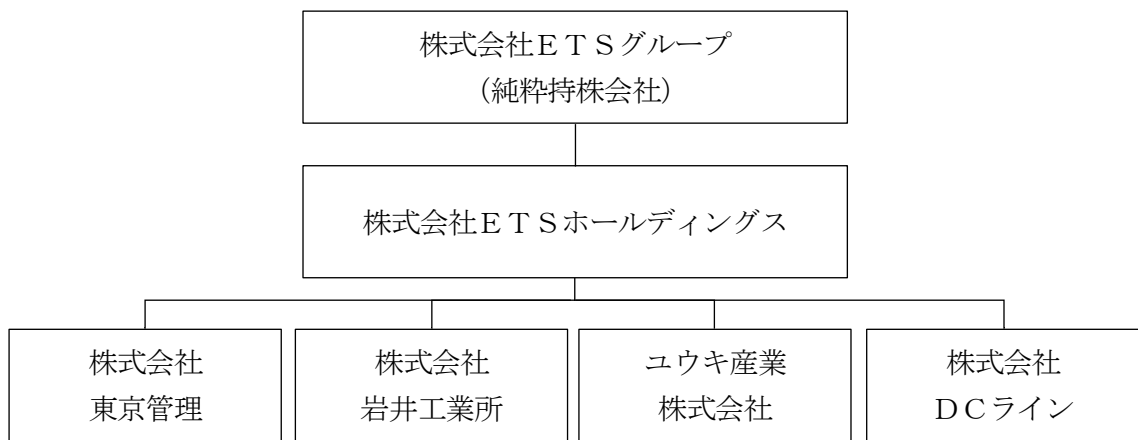 株式会社ＥＴＳグループ
（純粋持株会社）
株式会社ＥＴＳホールディングス
株式会社
東京管理
株式会社
岩井工業所
ユウキ産業
株式会社
株式会社
ＤＣライン